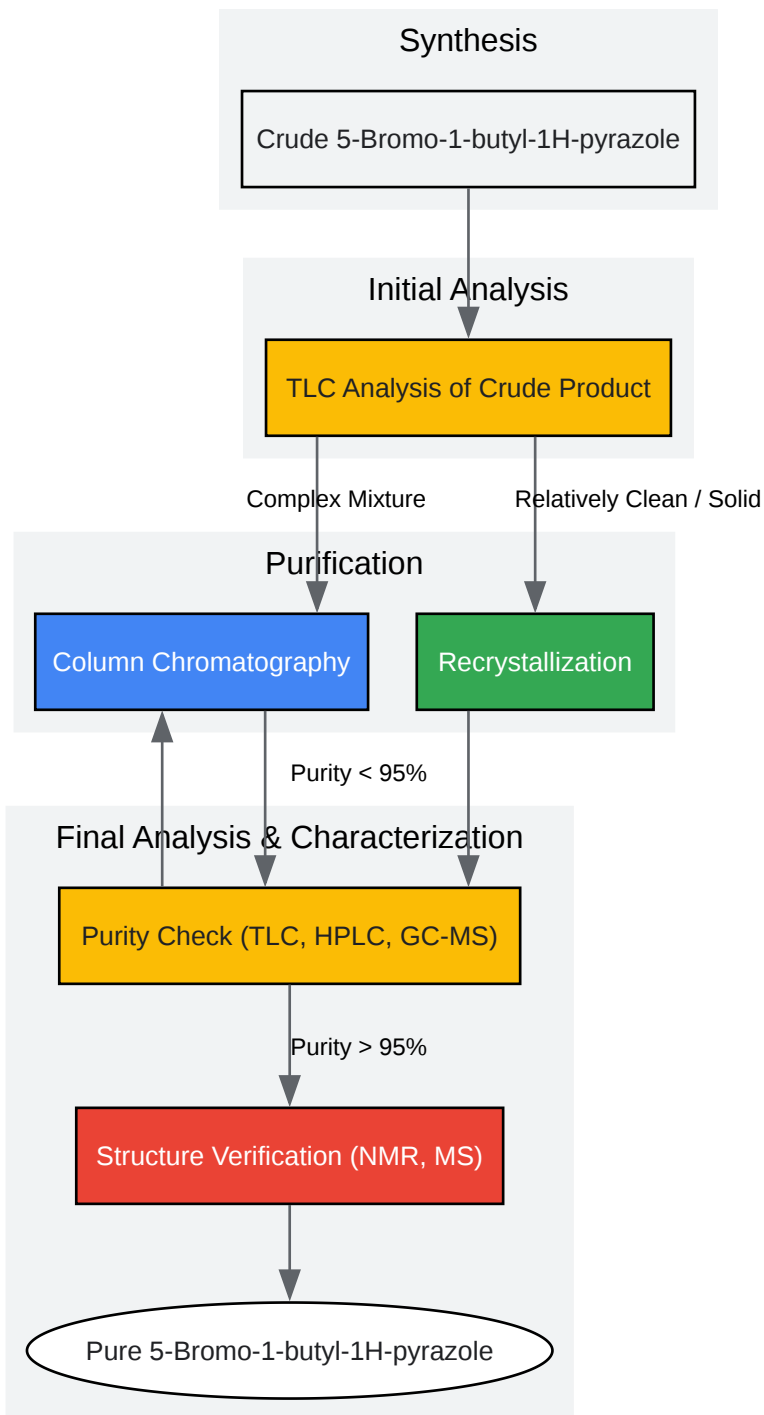 Synthesis
Crude 5-Bromo-1-butyl-1H-pyrazole
Initial Analysis
TLC Analysis of Crude Product
Complex Mixture
Relatively Clean / Solid
Purification
Column Chromatography
Recrystallization
Purity < 95%
Final Analysis & Characterization
Purity Check (TLC, HPLC, GC-MS)
Purity > 95%
Structure Verification (NMR, MS)
Pure 5-Bromo-1-butyl-1H-pyrazole